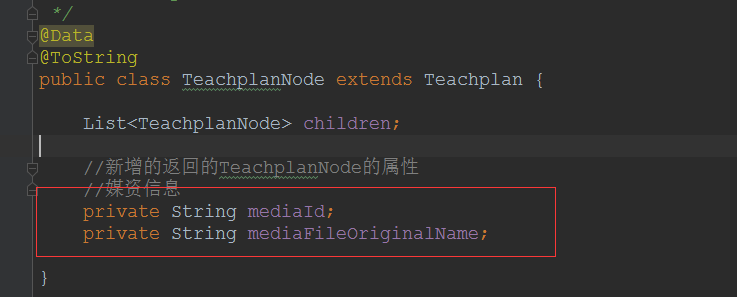 */
@Data
@ToString
public class TeachplanNode extends Teachplan {
List<TeachplanNode> children;
//新增的返回的TeachplanNode的属性
//媒资信息
private String mediaId;
private String mediaFileOriginalName;
}